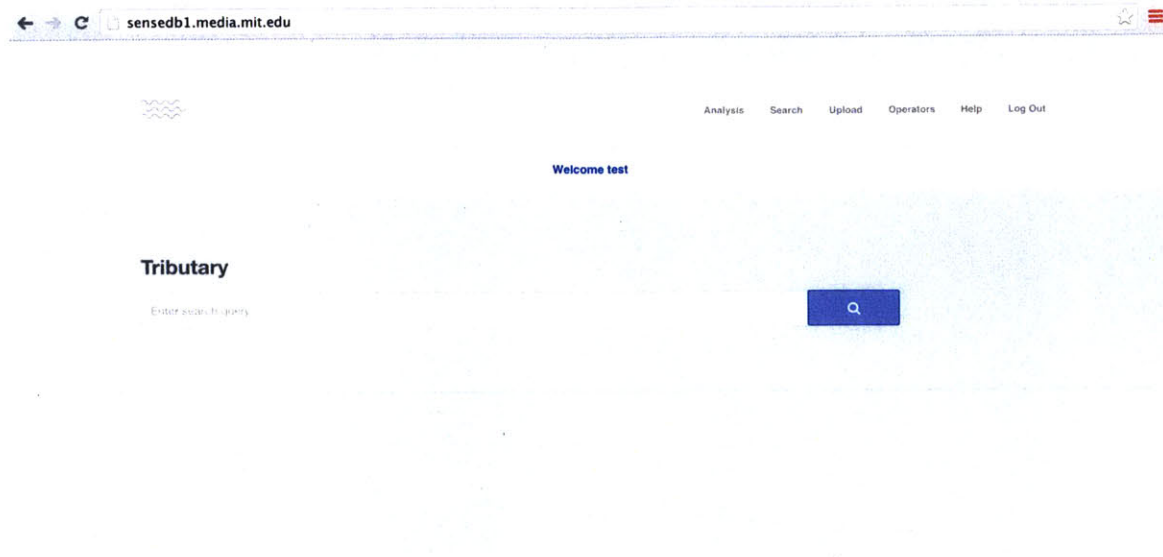 sensedb1.media.mit.edu
Analysis Search Upload Operators Help Log Out
Welcome test
Tributary
Enter search query